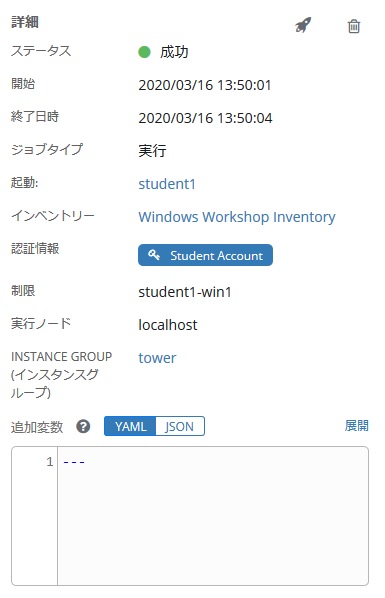 詳細
ステータス 成功
開始 2020/03/16 13:50:01
終了日時 2020/03/16 13:50:04
ジョブタイプ 実行
起動: student1
インベントリー Windows Workshop Inventory
認証情報 Student Account
制限 student1-win1
実行ノード localhost
INSTANCE GROUP tower
(インスタンスグ
ループ)
追加変数 ? YAML JSON 展開
1 ---